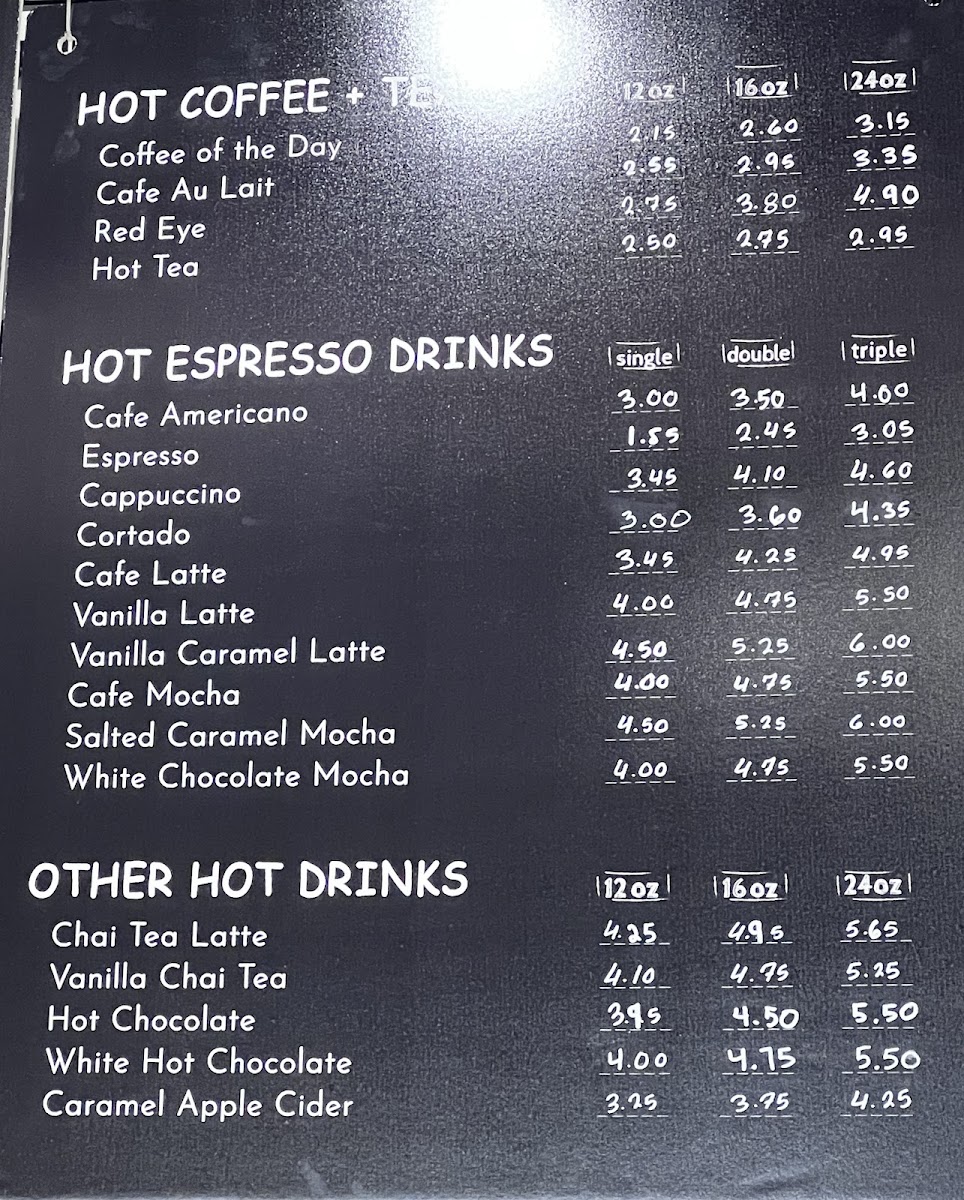 HOT COFFEE + TE 12oz 16oz 24oz
Coffee of the Day 2.15 2.60 3.15
Cafe Au Lait 2.55 2.95 3.35
Red Eye 2.75 3.80 4.90
Hot Tea 2.50 2.75 2.95
HOT ESPRESSO DRINKS single double triple
Cafe Americano 3.00 3.50 4.00
Espresso 1.55 2.45 3.05
Cappuccino 3.45 4.10 4.60
Cortado 3.00 3.60 4.35
Cafe Latte 3.45 4.25 4.95
Vanilla Latte 4.00 4.75 5.50
Vanilla Caramel Latte 4.50 5.25 6.00
Cafe Mocha 4.00 4.75 5.50
Salted Caramel Mocha 4.50 5.25 6.00
White Chocolate Mocha 4.00 4.75 5.50
OTHER HOT DRINKS 12oz 16oz 24oz
Chai Tea Latte 4.25 4.95 5.65
Vanilla Chai Tea 4.10 4.75 5.25
Hot Chocolate 3.95 4.50 5.50
White Hot Chocolate 4.00 4.75 5.50
Caramel Apple Cider 3.25 3.75 4.25